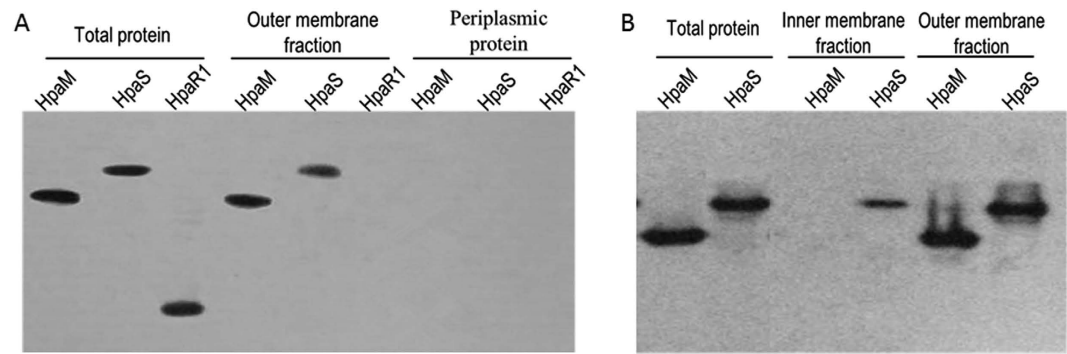 A
Total protein
Outer membrane
fraction
Periplasmic
protein
HpaM HpaS HpaR1 HpaM HpaS HpaR1 HpaM HpaS HpaR1
B
Total protein
Inner membrane
fraction
Outer membrane
fraction
HpaM HpaS HpaM HpaS HpaM HpaS